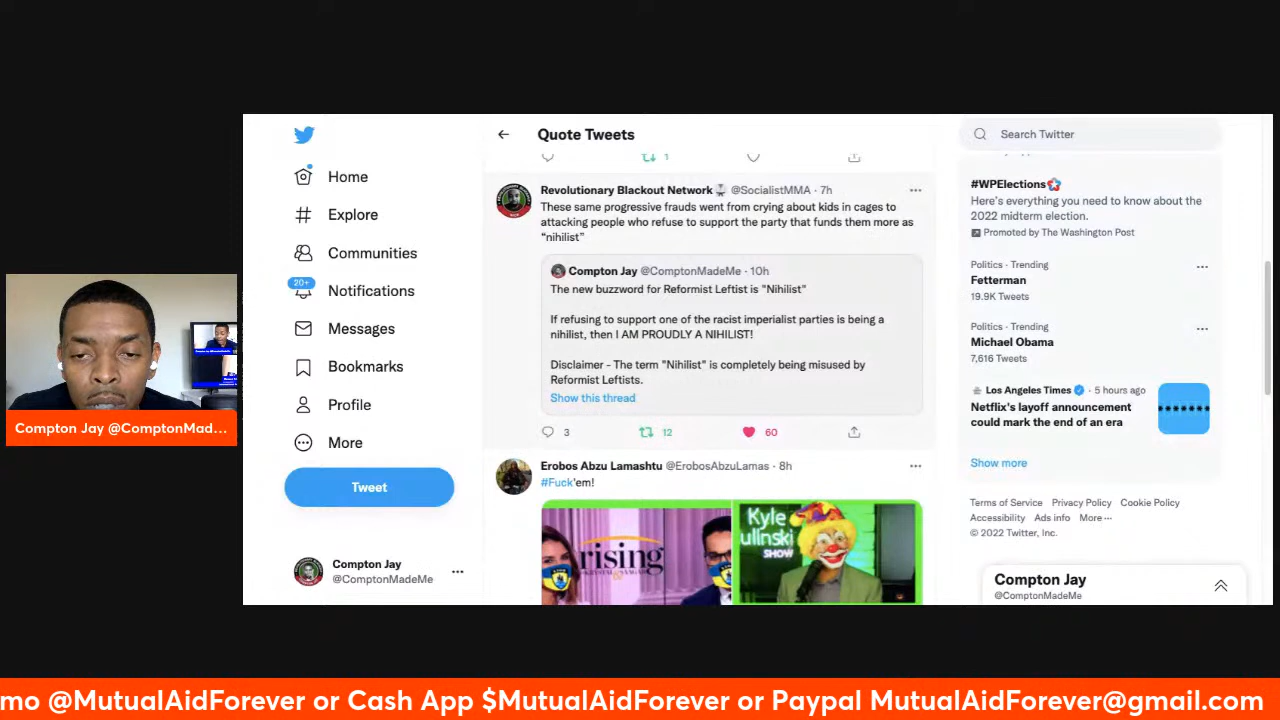 Home
Explore
Communities
20+
Notifications
Messages
Bookmarks
Profile
More
Tweet
Compton Jay
@ComptonMadeMe
Quote Tweets
1
Revolutionary Blackout Network @SocialistMMA · 7h
These same progressive frauds went from crying about kids in cages to
attacking people who refuse to support the party that funds them more as
“nihilist”
Compton Jay @ComptonMadeMe · 10h
The new buzzword for Reformist Leftist is "Nihilist"
If refusing to support one of the racist imperialist parties is being a
nihilist, then I AM PROUDLY A NIHILIST!
Disclaimer - The term "Nihilist" is completely being misused by
Reformist Leftists.
Show this thread
3 12 60
Erobos Abzu Lamashtu @ErobosAbzuLamas · 8h
#Fuck'em!
rising
Kyle
ulinski
SHOW
Search Twitter
#WPElections
Here’s everything you need to know about the
2022 midterm election.
Promoted by The Washington Post
Politics · Trending
Fetterman
19.9K Tweets
Politics · Trending
Michael Obama
7,616 Tweets
Los Angeles Times · 5 hours ago
Netflix's layoff announcement
could mark the end of an era
Show more
Terms of Service Privacy Policy Cookie Policy
Accessibility Ads info More ···
© 2022 Twitter, Inc.
Compton Jay
@ComptonMadeMe
Compton Jay @ComptonMad...
mo @MutualAidForever or Cash App $MutualAidForever or Paypal MutualAidForever@gmail.com